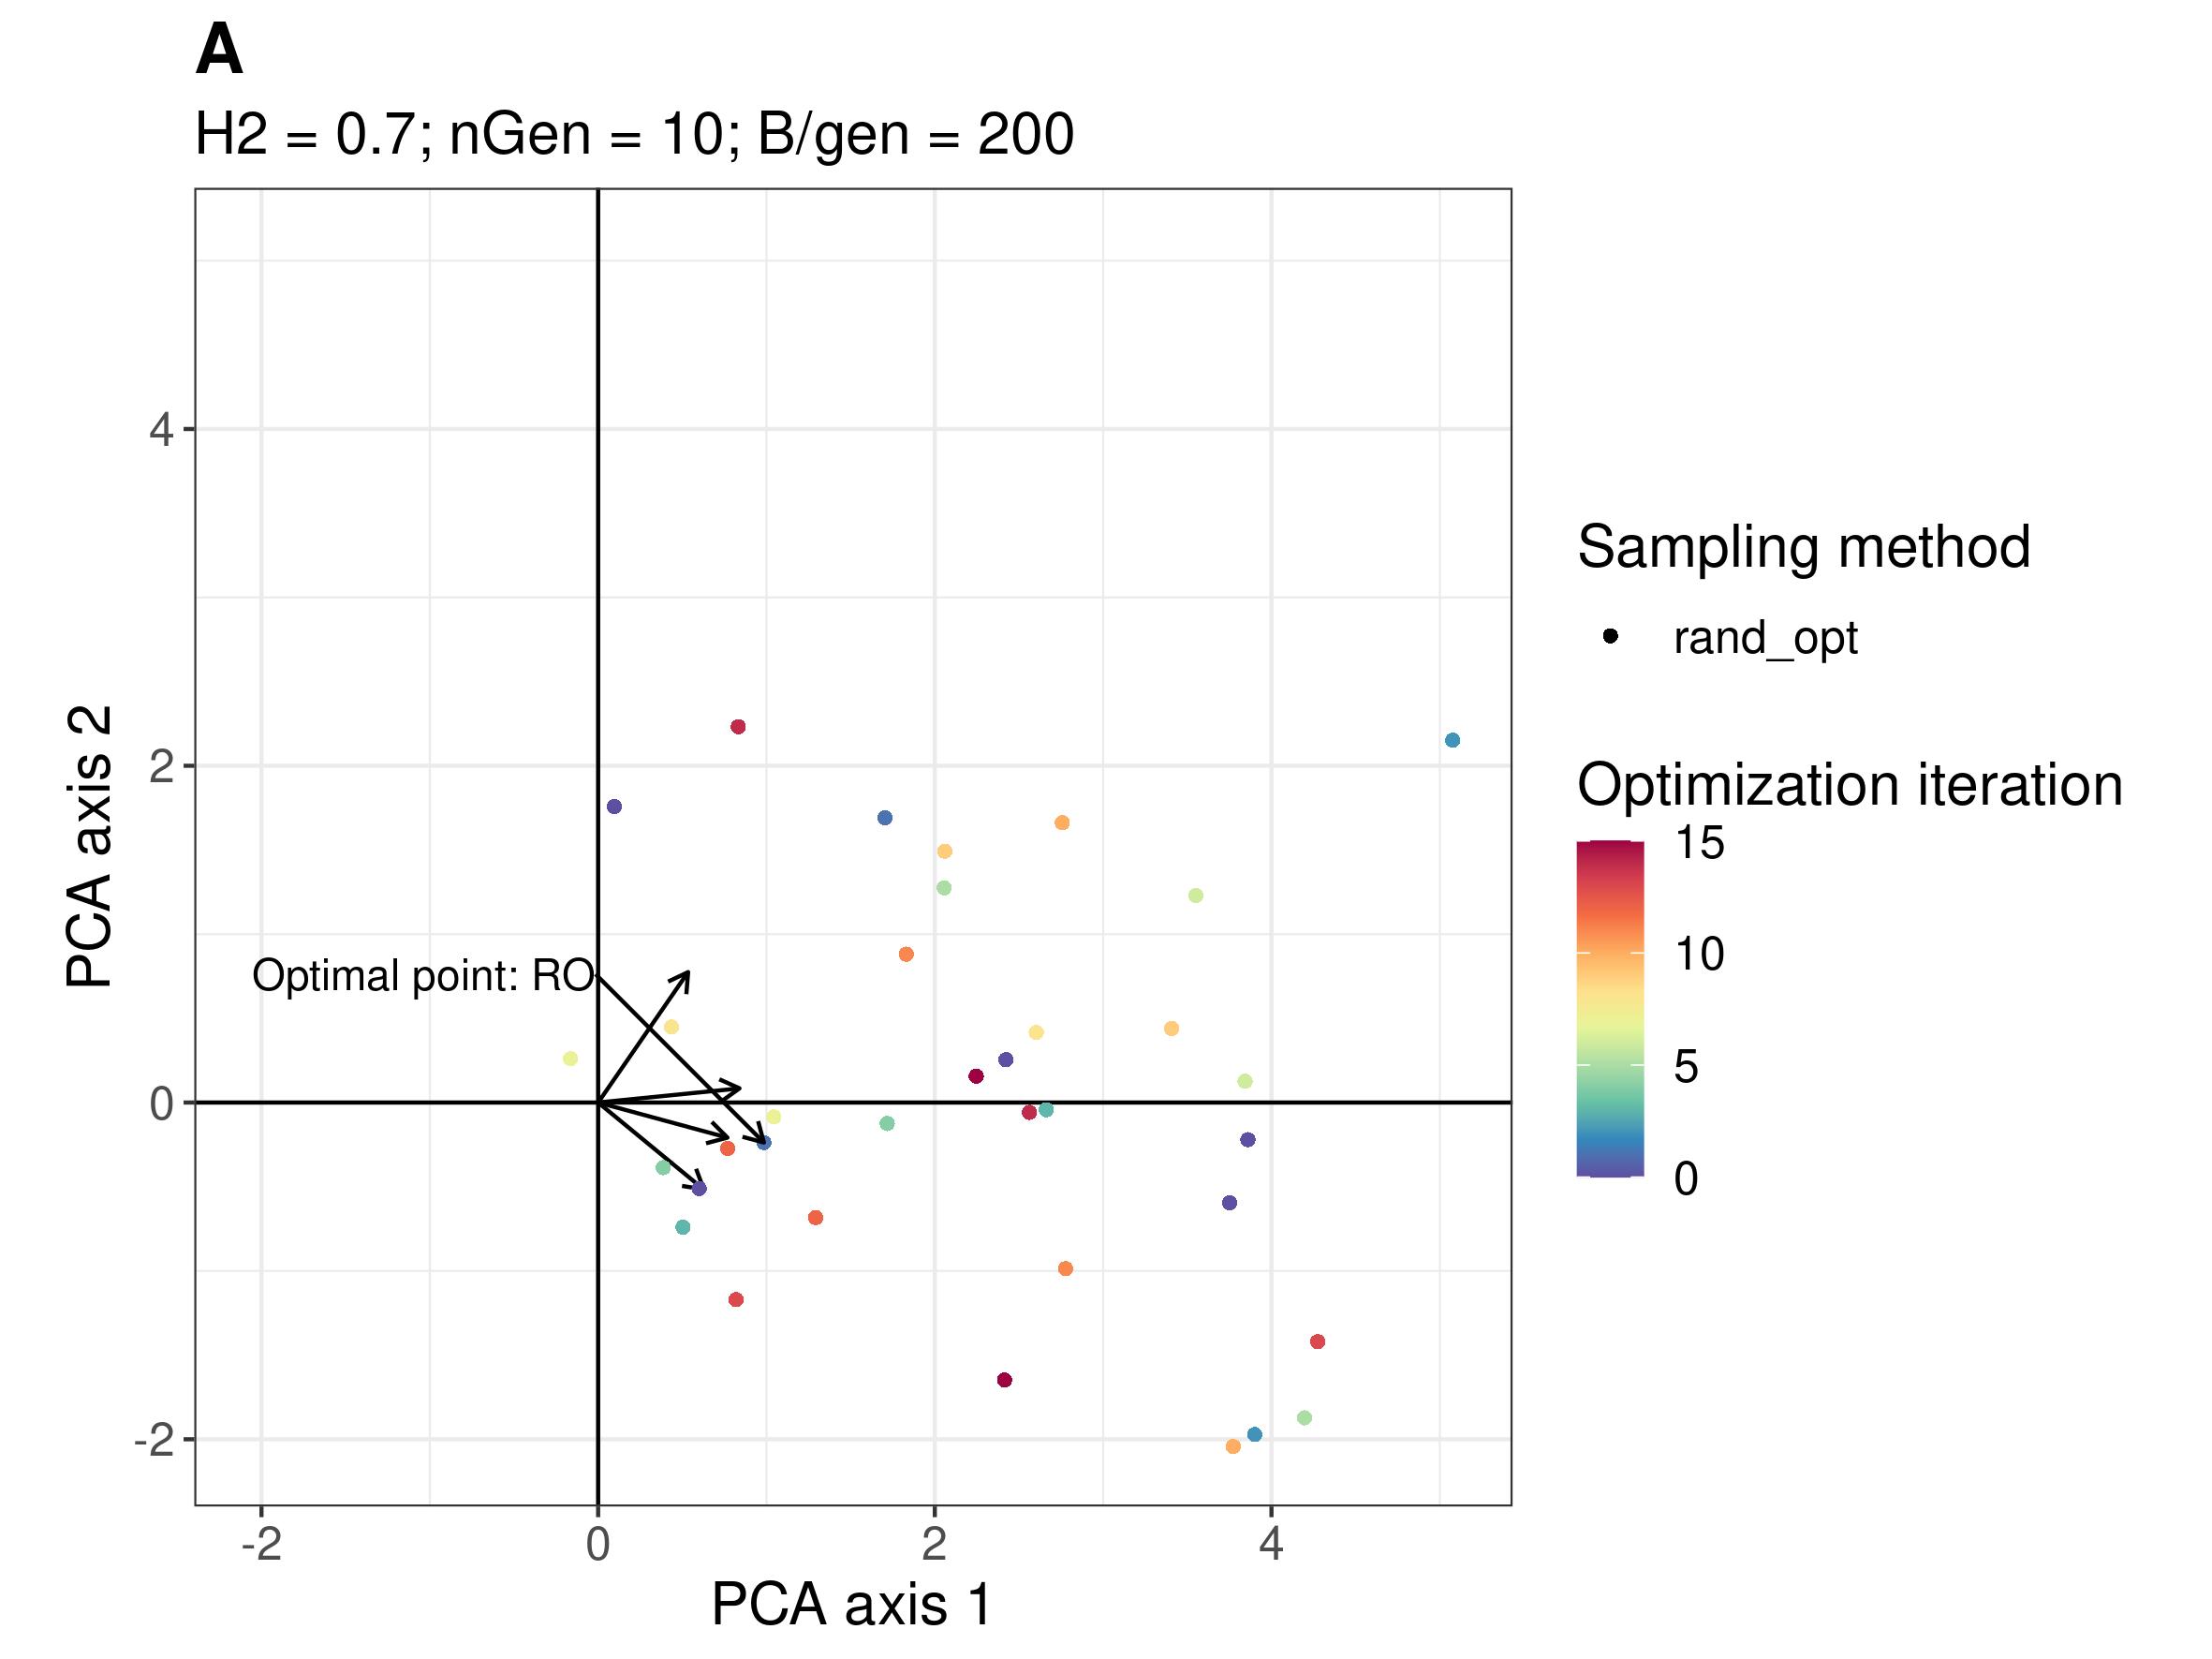 A
H2 = 0.7; nGen = 10; B/gen = 200
PCA axis 2
4
2
0
-2
Optimal point: RO
-2
0
2
4
PCA axis 1
Sampling method
rand_opt
Optimization iteration
15
10
5
0